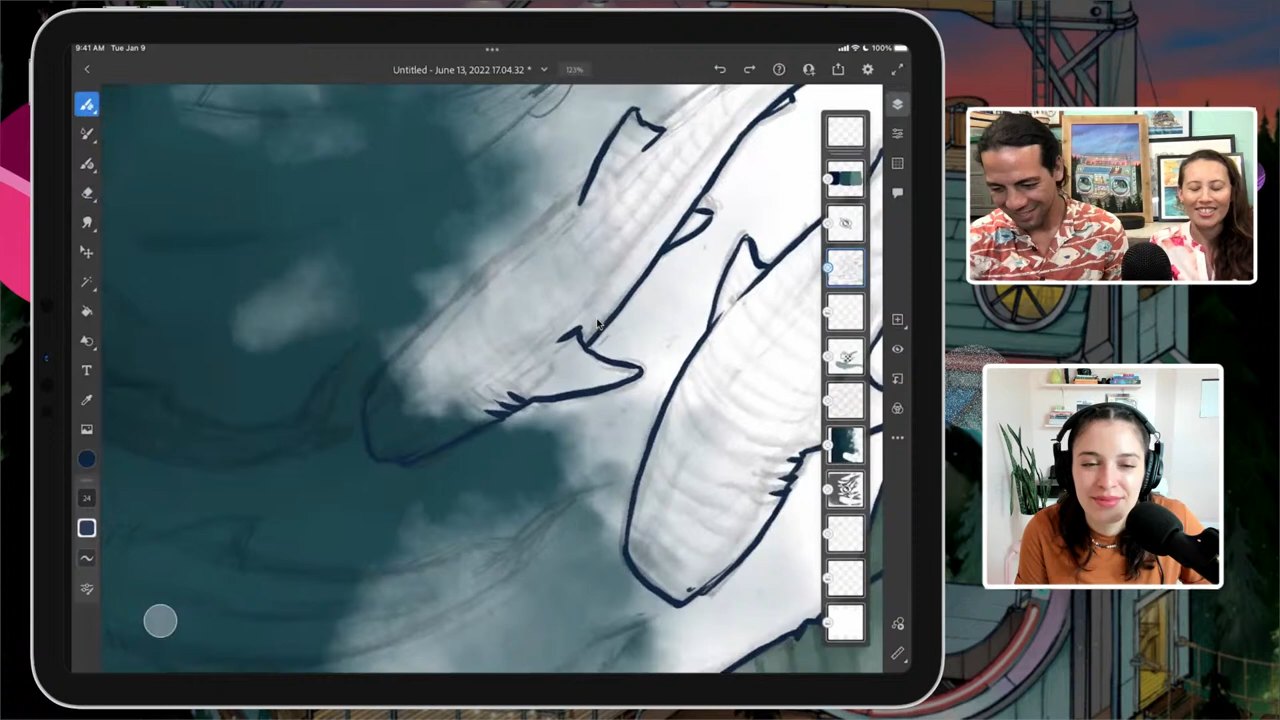 9:41 AM Tue Jan 9
100%
Untitled - June 13, 2022 17.04.32 *
123%
T
24